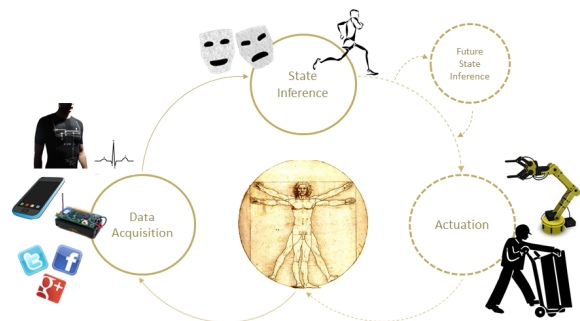 State
Inference
Future
State
Inference
Data
Acquisition
Actuation